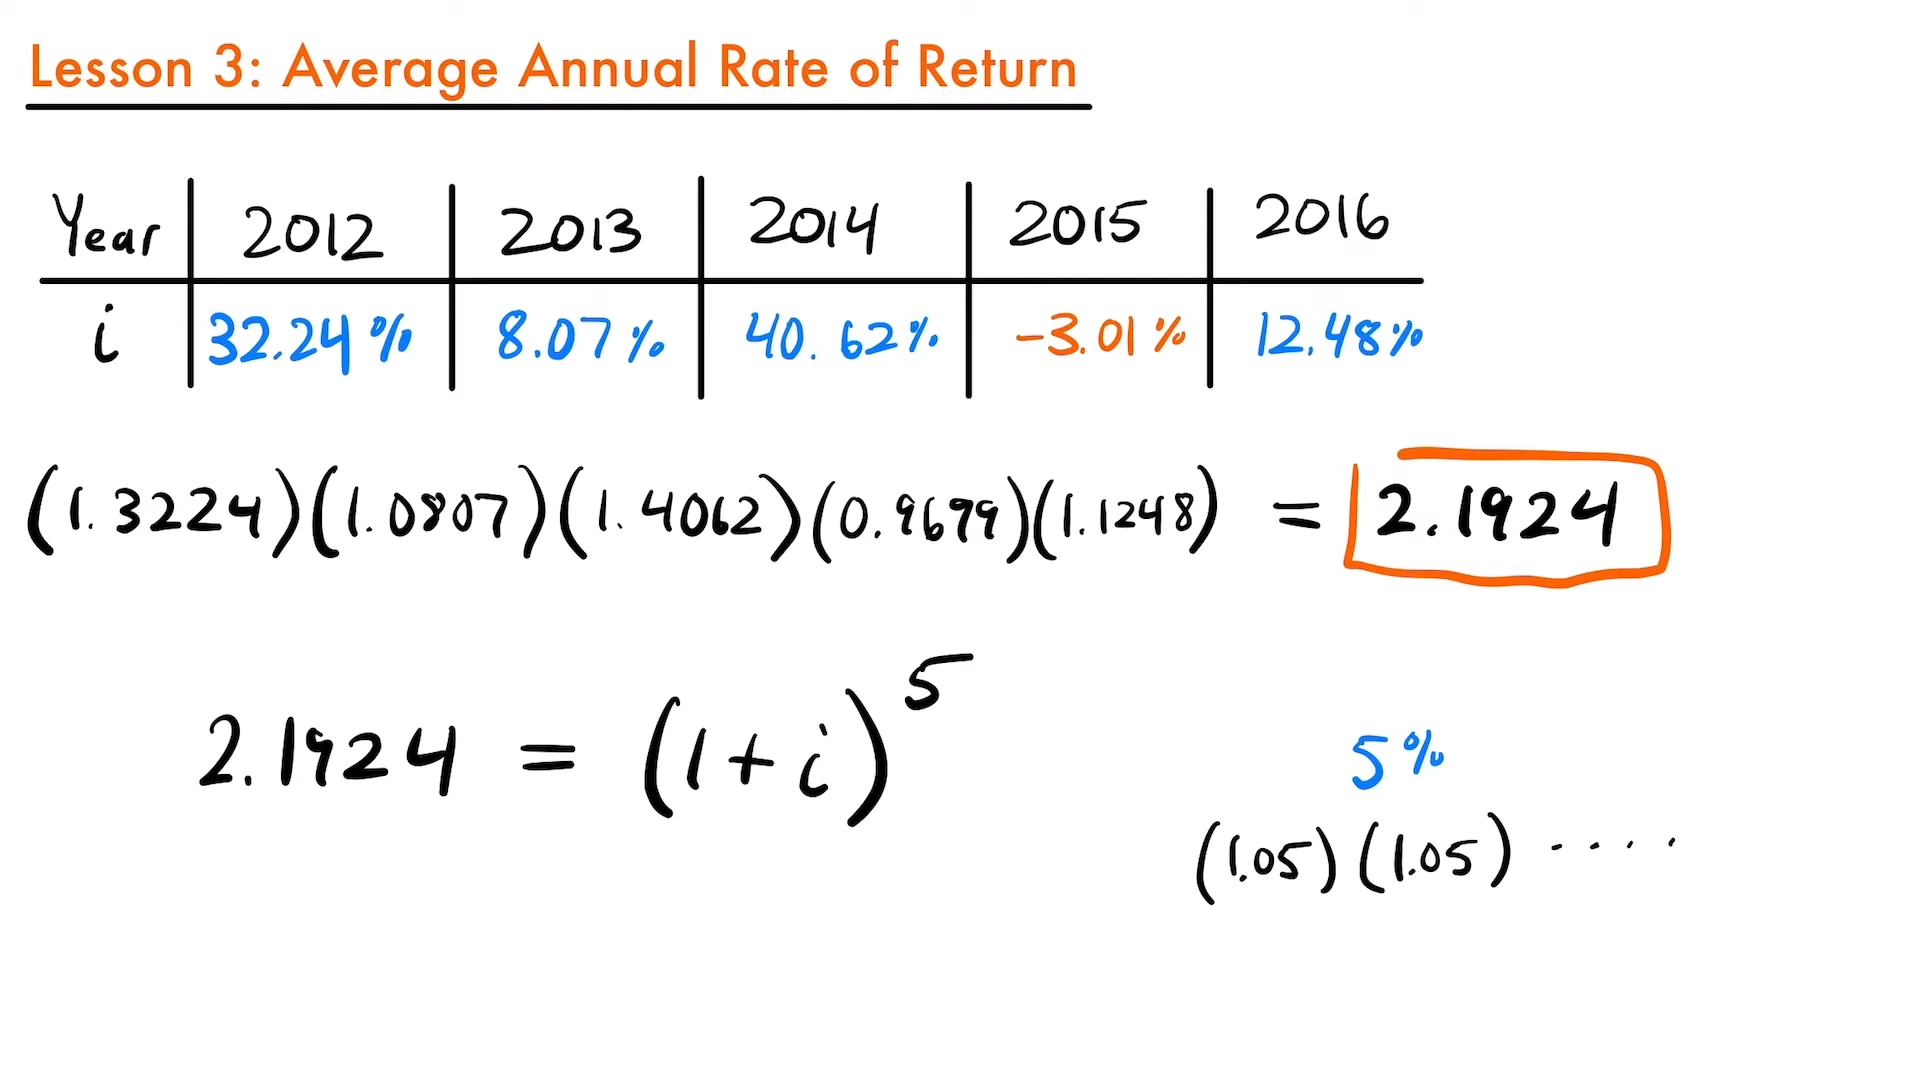 Lesson 3: Average Annual Rate of Return
Year 2012 2013 2014 2015 2016
i 32.24% 8.07% 40.62% -3.01% 12.48%
(1.3224)(1.0807)(1.4062)(0.9699)(1.1248) = 2.1924
2.1924 = (1+i)^5
5%
(1.05)(1.05) ....